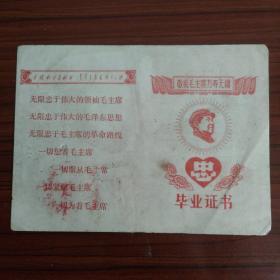 无限忠于伟大的领袖毛主席
无限忠于伟大的毛泽东思想
无限忠于毛主席的革命路线
一切想着毛主席
一切服从毛主席
一切紧跟毛主席
一切为着毛主席
敬祝毛主席万寿无疆
忠
毕业证书